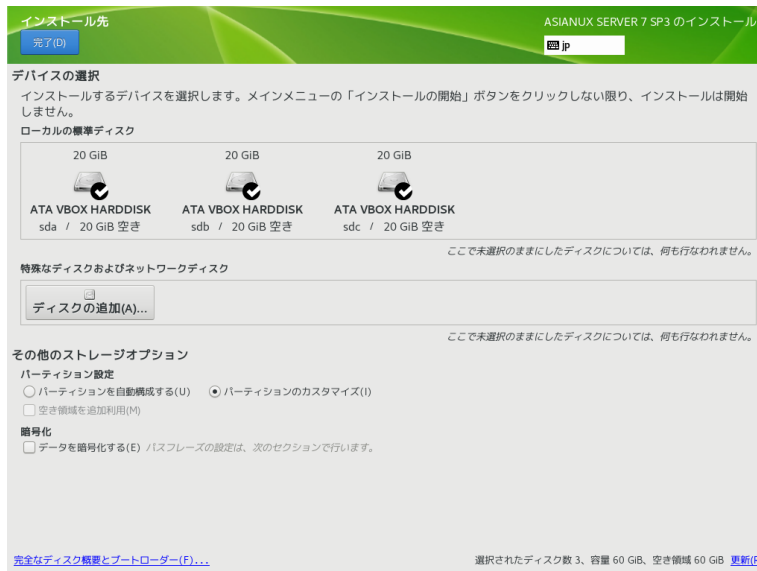 インストール先
ASIANUX SERVER 7 SP3 のインストール
完了(D)
jp
デバイスの選択
インストールするデバイスを選択します。メインメニューの「インストールの開始」ボタンをクリックしない限り、インストールは開始
しません。
ローカルの標準ディスク
20 GiB 20 GiB 20 GiB
ATA VBOX HARDDISK ATA VBOX HARDDISK ATA VBOX HARDDISK
sda / 20 GiB 空き sdb / 20 GiB 空き sdc / 20 GiB 空き
ここで未選択のままにしたディスクについては、何も行なわれません。
特殊なディスクおよびネットワークディスク
ディスクの追加(A)...
ここで未選択のままにしたディスクについては、何も行なわれません。
その他のストレージオプション
パーティション設定
パーティションを自動構成する(U) パーティションのカスタマイズ(I)
空き領域を追加利用(M)
暗号化
データを暗号化する(E) パスフレーズの設定は、次のセクションで行います。
完全なディスク概要とブートローダー(F)... 選択されたディスク数 3、容量 60 GiB、空き領域 60 GiB 更新(